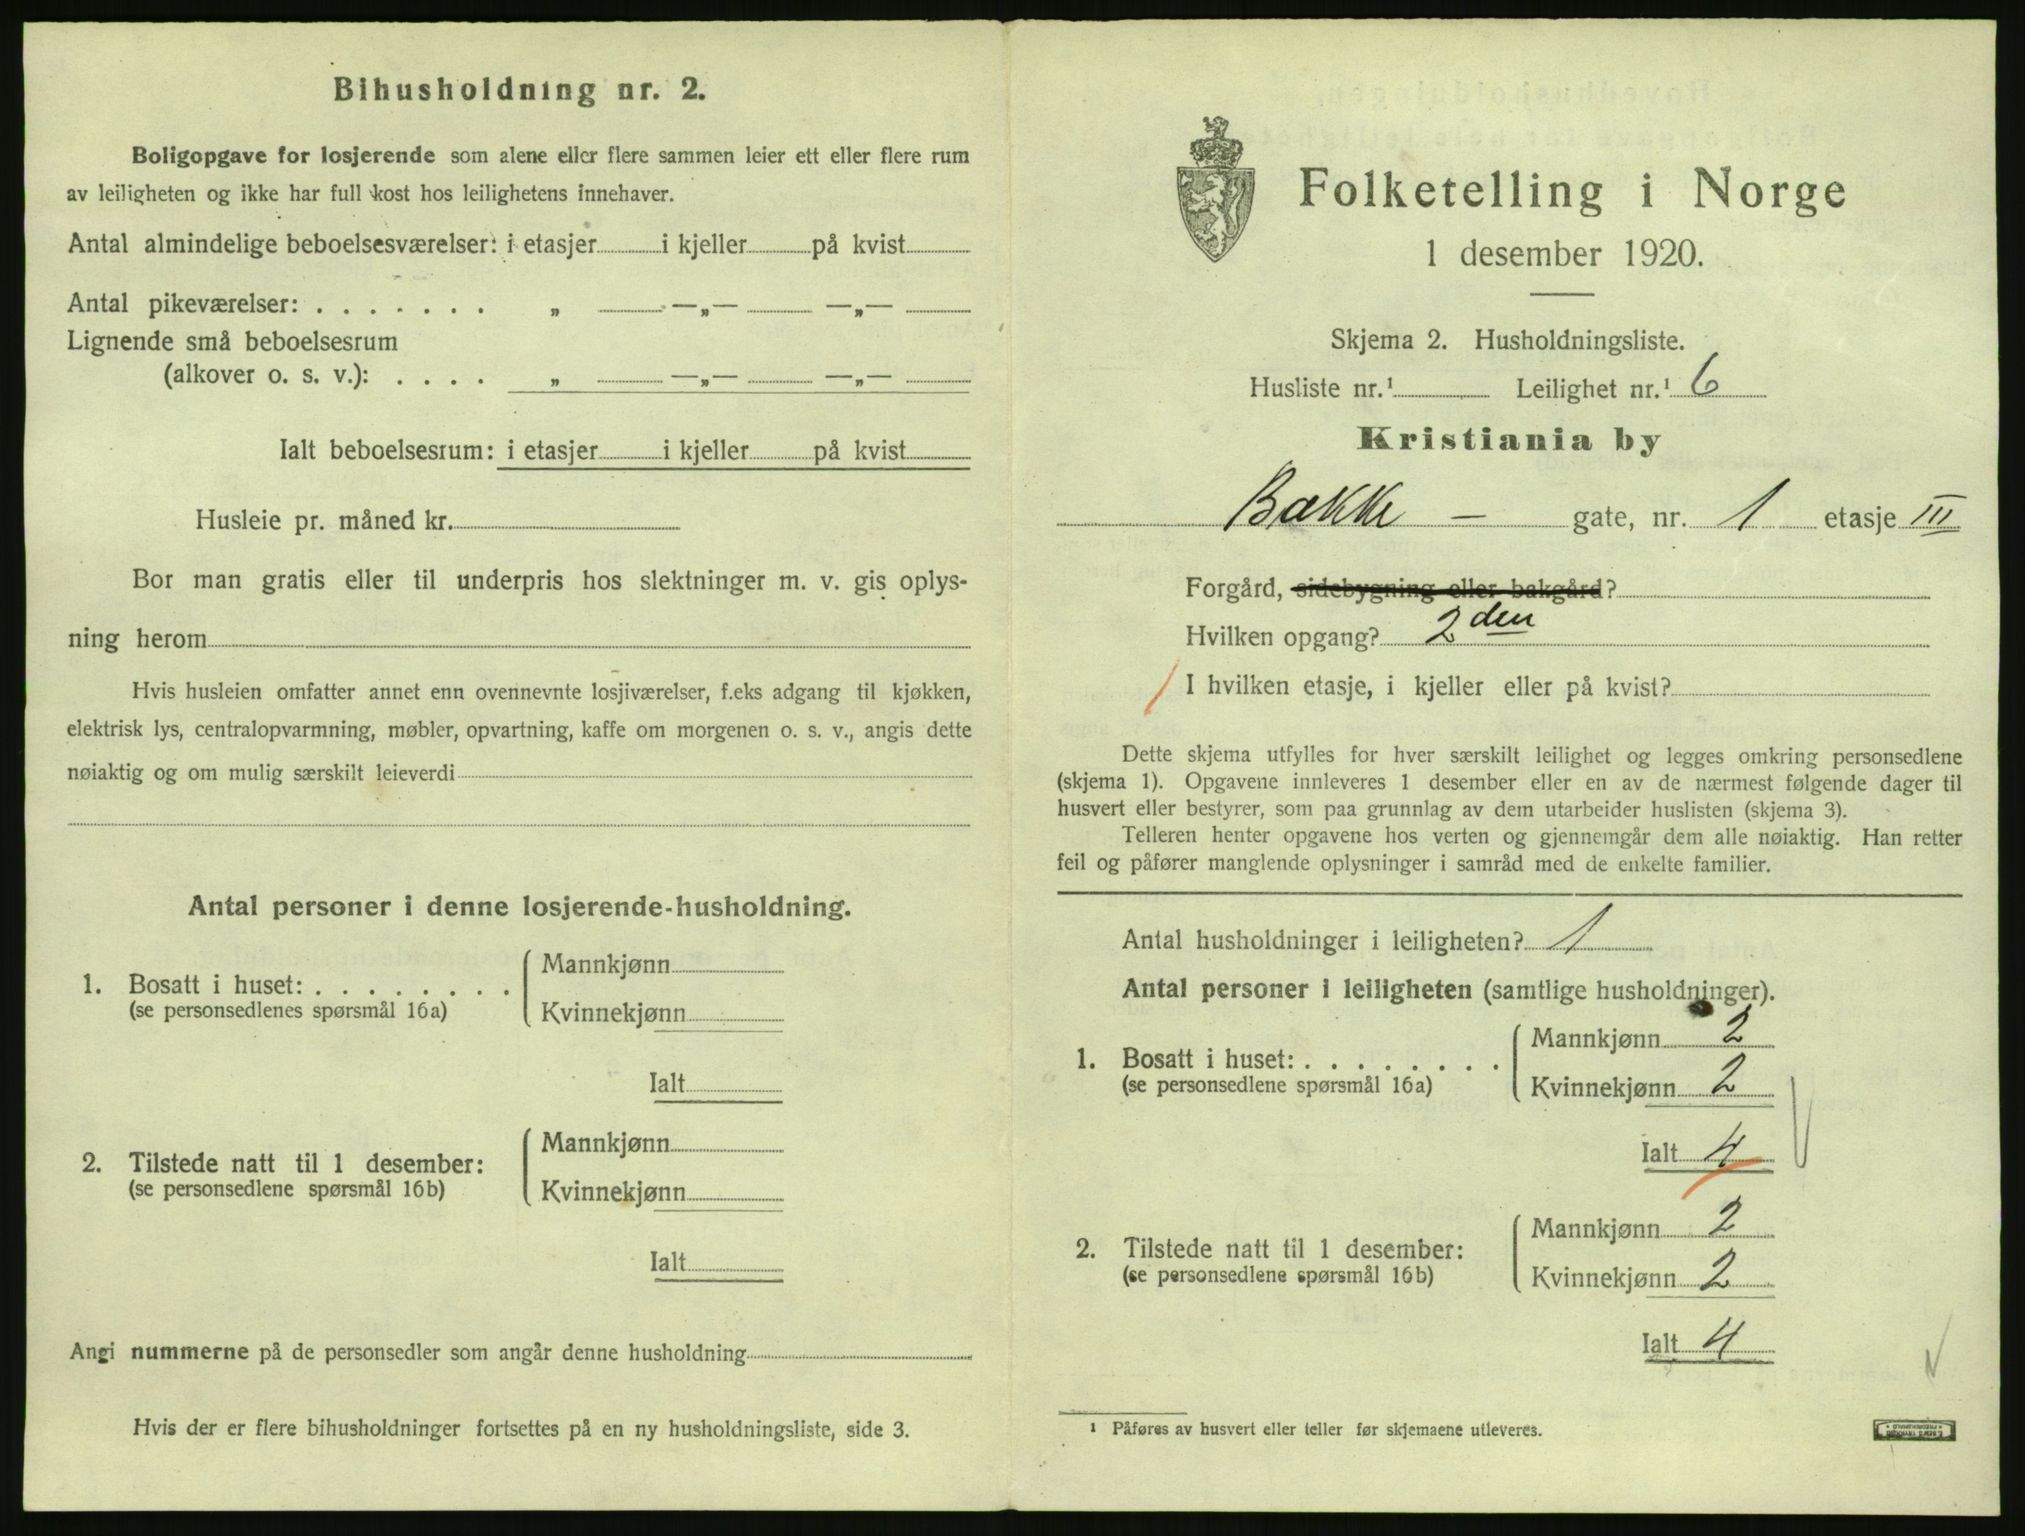 Bihusholdning nr. 2.
Boligopgave for losjerende som alene eller flere sammen leier ett eller flere rum
av leiligheten og ikke har full kost hos leilighetens innehaver.
Antal almindelige beboelsesværelser: i etasjer i kjeller på kvist
Antal pikeværelser: . . . . . . . „ —„— —„—
Lignende små beboelsesrum
(alkover o. s. v.): . . . . „ —„— —„—
Ialt beboelsesrum: i etasjer i kjeller på kvist
Husleie pr. måned kr.
Bor man gratis eller til underpris hos slektninger m. v. gis oplys-
ning herom
Hvis husleien omfatter annet enn ovennevnte losjiværelser, f.eks adgang til kjøkken,
elektrisk lys, centralopvarmning, møbler, opvartning, kaffe om morgenen o. s. v., angis dette
nøiaktig og om mulig særskilt leieverdi
Antal personer i denne losjerende-husholdning.
1. Bosatt i huset: . . . . . . . .
(se personsedlenes spørsmål 16a)
Mannkjønn
Kvinnekjønn
Ialt
2. Tilstede natt til 1 desember:
(se personsedlene spørsmål 16b)
Mannkjønn
Kvinnekjønn
Ialt
Angi nummerne på de personsedler som angår denne husholdning
Hvis der er flere bihusholdninger fortsettes på en ny husholdningsliste, side 3.
Folketelling i Norge
1 desember 1920.
Skjema 2. Husholdningsliste.
Husliste nr.¹ Leilighet nr.¹ 6
Kristiania by
Bakke – gate, nr. 1 etasje III
Forgård, sidebygning eller bakgård?
Hvilken opgang? 2den
I hvilken etasje, i kjeller eller på kvist?
Dette skjema utfylles for hver særskilt leilighet og legges omkring personsedlene
(skjema 1). Opgavene innleveres 1 desember eller en av de nærmest følgende dager til
husvert eller bestyrer, som paa grunnlag av dem utarbeider huslisten (skjema 3).
Telleren henter opgavene hos verten og gjennemgår dem alle nøiaktig. Han retter
feil og påfører manglende oplysninger i samråd med de enkelte familier.
Antal husholdninger i leiligheten? 1
Antal personer i leiligheten (samtlige husholdninger).
1. Bosatt i huset: . . . . . . . .
(se personsedlene spørsmål 16a)
Mannkjønn 2
Kvinnekjønn 2
Ialt 4
2. Tilstede natt til 1 desember:
(se personsedlene spørsmål 16b)
Mannkjønn 2
Kvinnekjønn 2
Ialt 4
¹ Påføres av husvert eller teller før skjemaene utleveres.